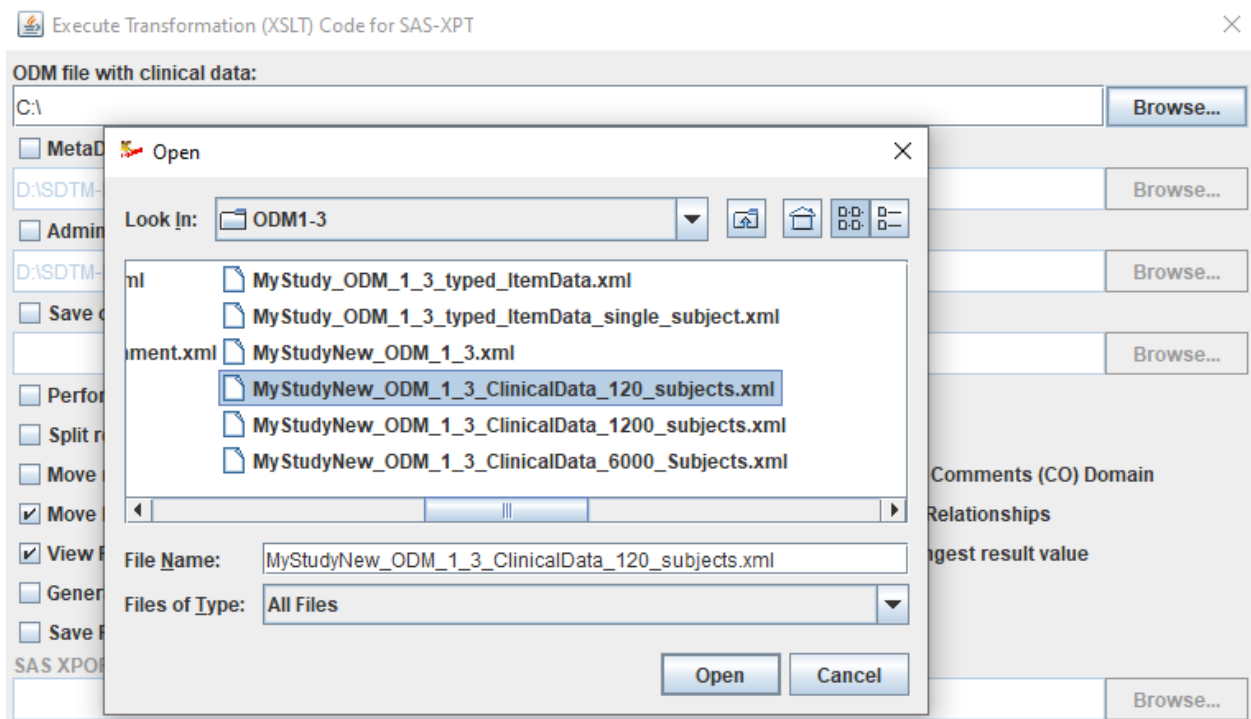 Execute Transformation (XSLT) Code for SAS-XPT
ODM file with clinical data:
C:\
Browse...
MetaD
Open
D:\SDTM-
Browse...
Look In:
ODM1-3
Admin
D:\SDTM-
Browse...
ml
MyStudy_ODM_1_3_typed_ItemData.xml
MyStudy_ODM_1_3_typed_ItemData_single_subject.xml
Save
ment.xml
MyStudyNew_ODM_1_3.xml
Browse...
MyStudyNew_ODM_1_3_ClinicalData_120_subjects.xml
Perfor
MyStudyNew_ODM_1_3_ClinicalData_1200_subjects.xml
Split r
MyStudyNew_ODM_1_3_ClinicalData_6000_Subjects.xml
Move
Comments (CO) Domain
Move
Relationships
View
File Name:
MyStudyNew_ODM_1_3_ClinicalData_120_subjects.xml
ngest result value
Gener
Files of Type:
All Files
Save
SAS XPO
Open
Cancel
Browse...